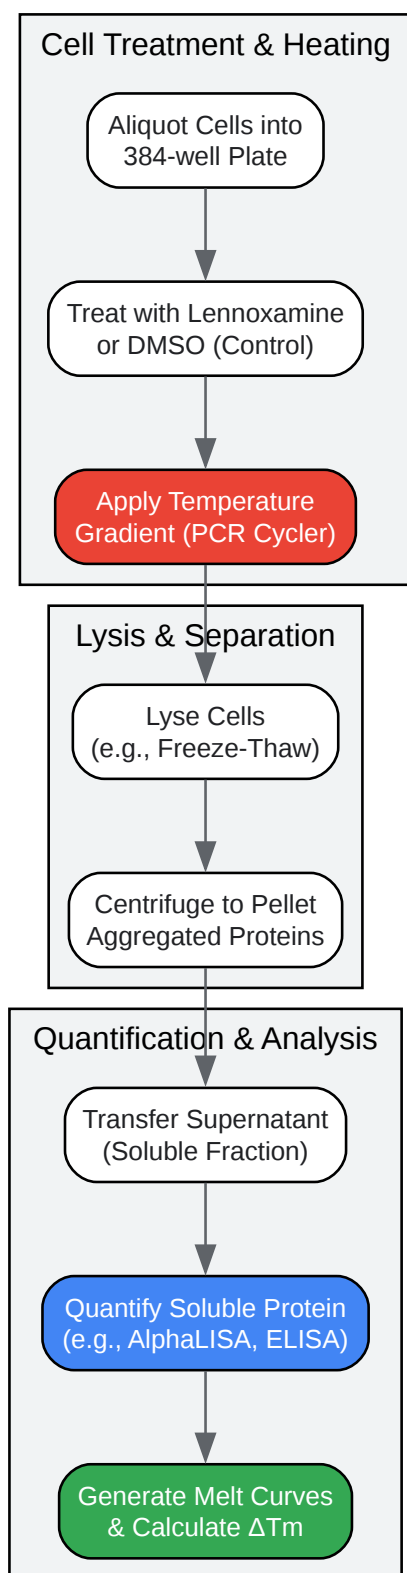 Cell Treatment & Heating
Aliquot Cells into
384-well Plate
Treat with Lennoxamine
or DMSO (Control)
Apply Temperature
Gradient (PCR Cycler)
Lysis & Separation
Lyse Cells
(e.g., Freeze-Thaw)
Centrifuge to Pellet
Aggregated Proteins
Quantification & Analysis
Transfer Supernatant
(Soluble Fraction)
Quantify Soluble Protein
(e.g., AlphaLISA, ELISA)
Generate Melt Curves
& Calculate ΔTm